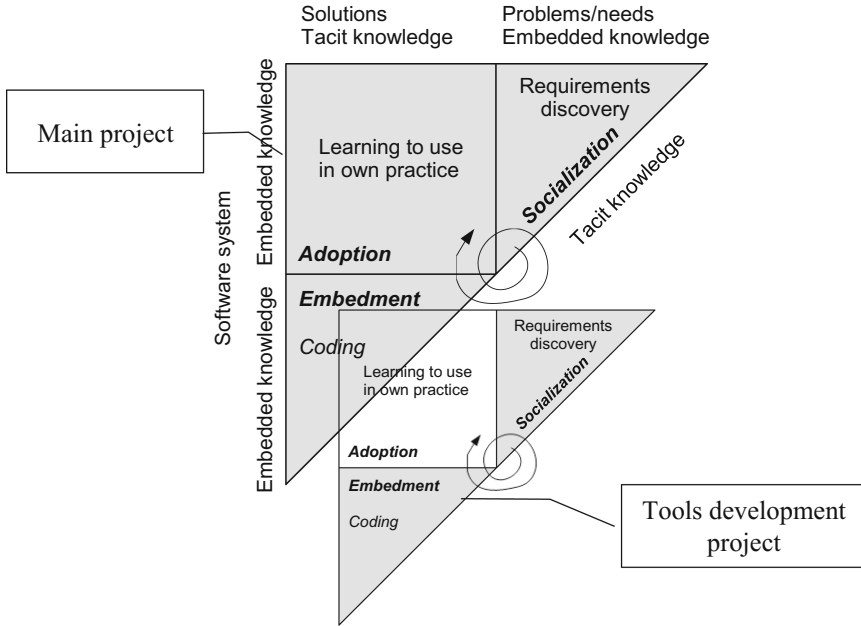 Solutions
Tacit knowledge
Problems/needs
Embedded knowledge
Main project
Software system
Embedded knowledge
Embedded knowledge
Learning to use
in own practice
Adoption
Requirements
discovery
Socialization
Tacit knowledge
Embedment
Coding
Learning to use
in own practice
Adoption
Requirements
discovery
Socialization
Embedment
Coding
Tools development
project